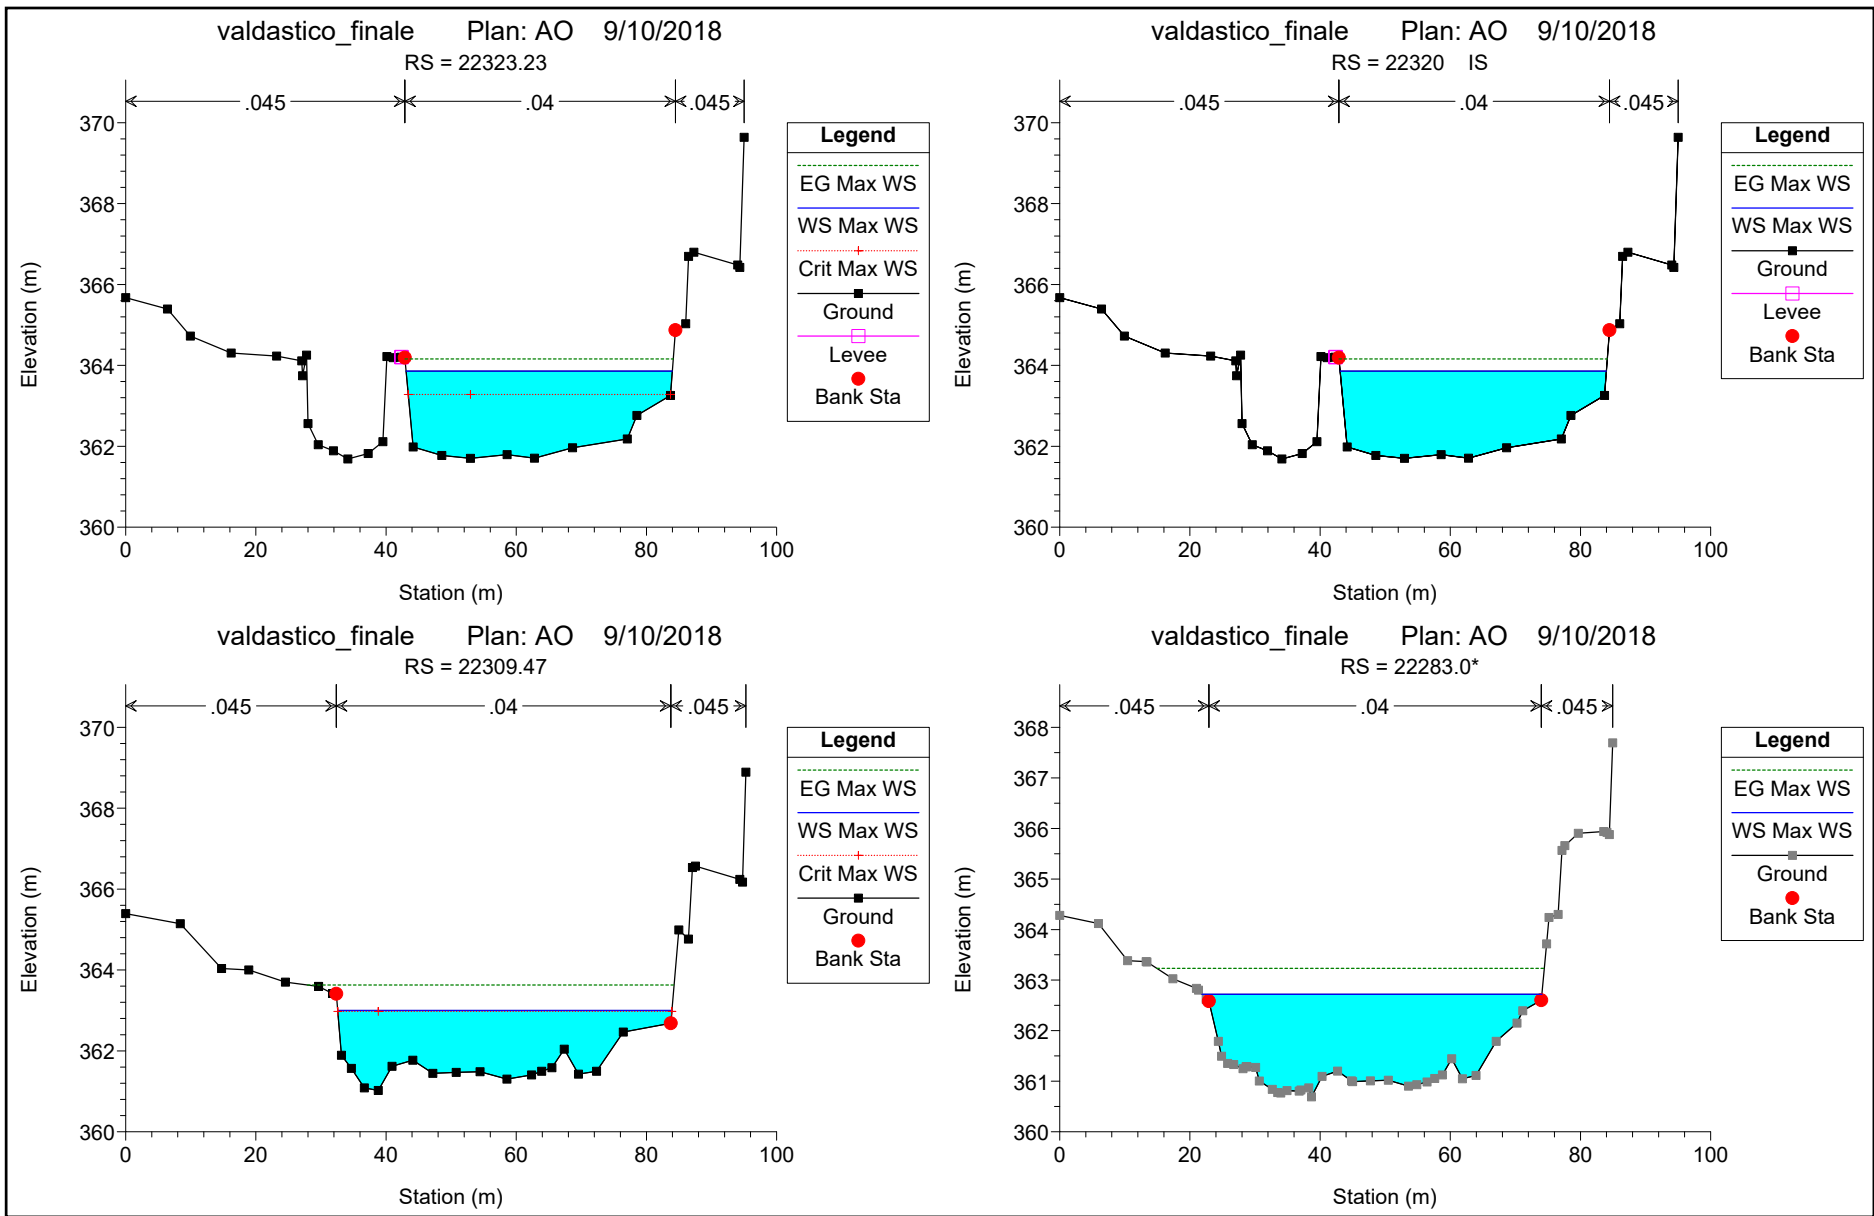 valdastico_finale Plan: AO 9/10/2018
RS = 22323.23
.045 .04 .045
Elevation (m)
370
368
366
364
362
360
0 20 40 60 80 100
Station (m)
Legend
EG Max WS
WS Max WS
Crit Max WS
Ground
Levee
Bank Sta
valdastico_finale Plan: AO 9/10/2018
RS = 22320 IS
.045 .04 .045
Elevation (m)
370
368
366
364
362
360
0 20 40 60 80 100
Station (m)
Legend
EG Max WS
WS Max WS
Ground
Levee
Bank Sta
valdastico_finale Plan: AO 9/10/2018
RS = 22309.47
.045 .04 .045
Elevation (m)
370
368
366
364
362
360
0 20 40 60 80 100
Station (m)
Legend
EG Max WS
WS Max WS
Crit Max WS
Ground
Bank Sta
valdastico_finale Plan: AO 9/10/2018
RS = 22283.0*
.045 .04 .045
Elevation (m)
368
367
366
365
364
363
362
361
360
0 20 40 60 80 100
Station (m)
Legend
EG Max WS
WS Max WS
Ground
Bank Sta